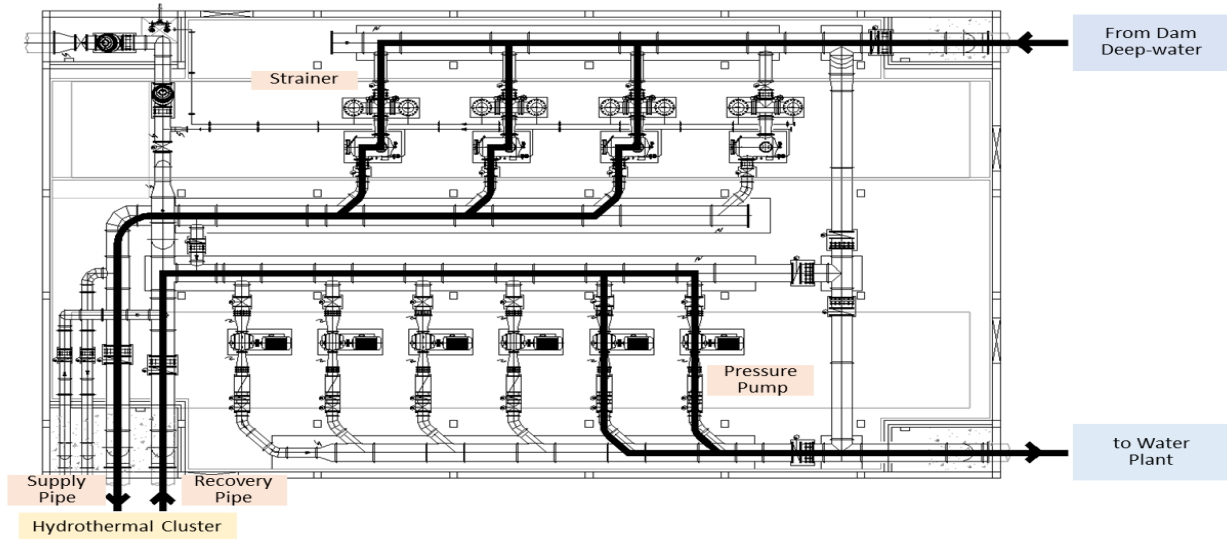 From Dam
Deep-water
Strainer
Pressure
Pump
to Water
Plant
Supply
Pipe
Recovery
Pipe
Hydrothermal Cluster